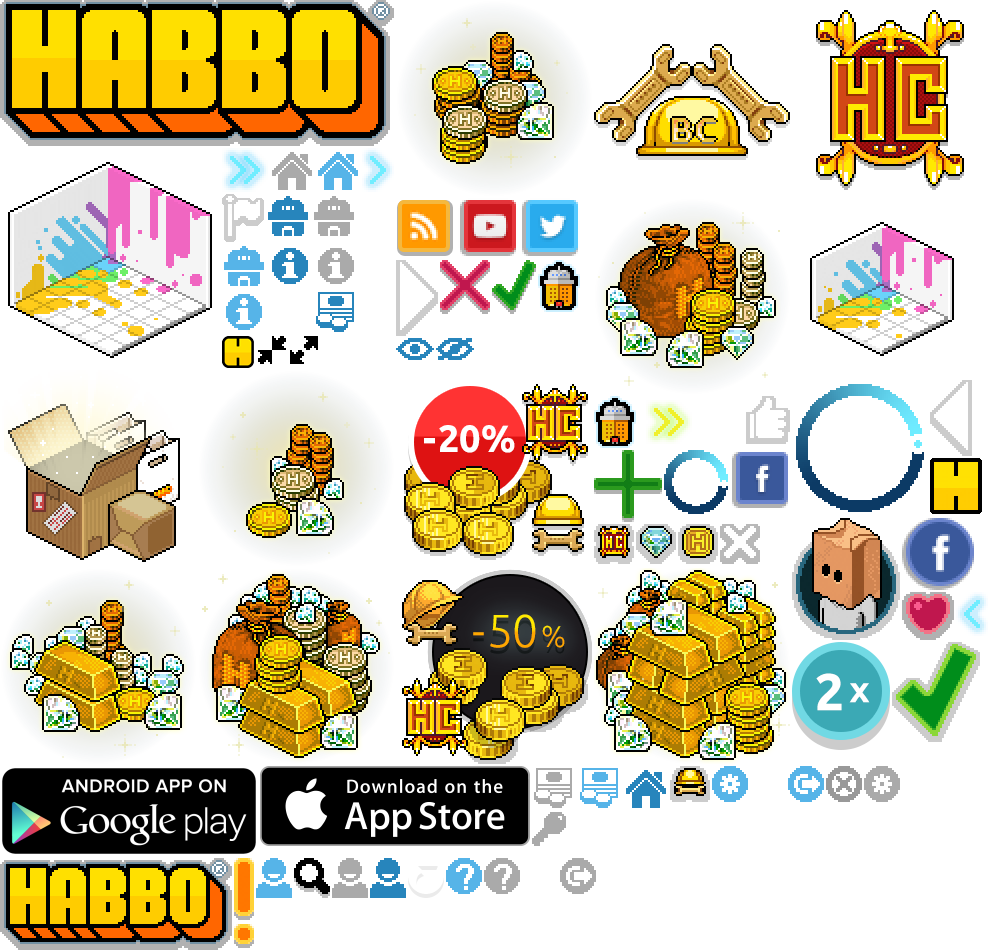 HABBO®
BC
HC
H
-20%
HC
H
HC
-50%
HC
2x
ANDROID APP ON
Google play
Download on the
App Store
HABBO®
!